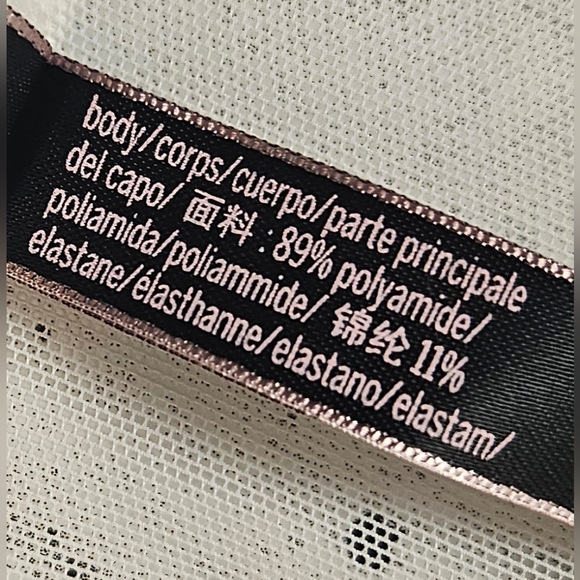 body/corps/cuerpo/parte principale
del capo/ 面料 : 89% polyamide/
poliamida/poliammide/ 锦纶 11%
elastane/élasthanne/elastano/elastam/